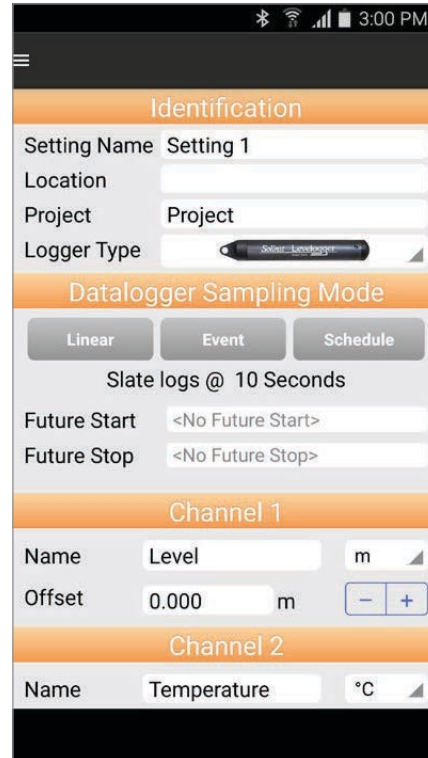 3:00 PM
Identification
Setting Name Setting 1
Location
Project Project
Logger Type Solinst Levelogger
Datalogger Sampling Mode
Linear Event Schedule
Slate logs @ 10 Seconds
Future Start <No Future Start>
Future Stop <No Future Stop>
Channel 1
Name Level m
Offset 0.000 m − +
Channel 2
Name Temperature °C